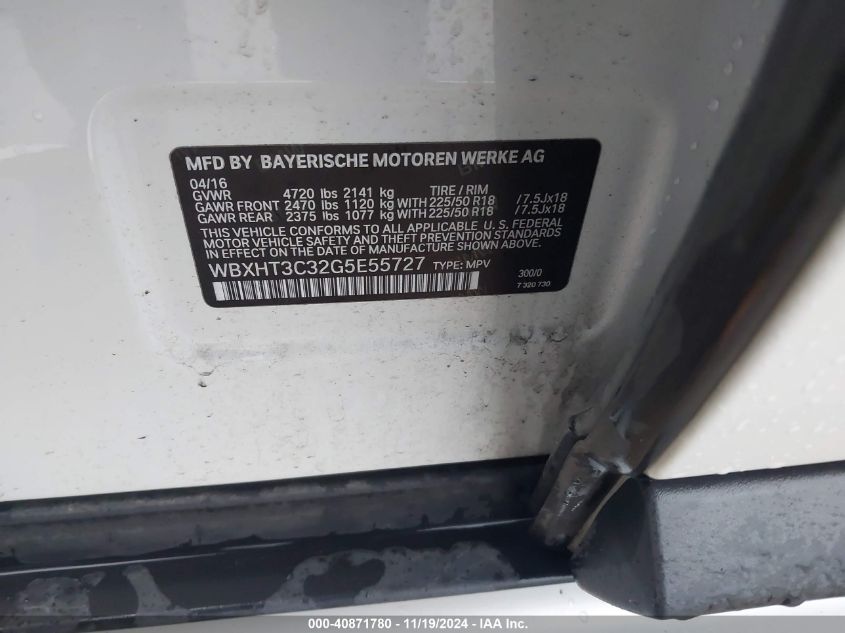 MFD BY BAYERISCHE MOTOREN WERKE AG
04/16
GVWR 4720 lbs 2141 kg TIRE / RIM
GAWR FRONT 2470 lbs 1120 kg WITH 225/50 R18 /7.5Jx18
GAWR REAR 2375 lbs 1077 kg WITH 225/50 R18 /7.5Jx18
THIS VEHICLE CONFORMS TO ALL APPLICABLE U. S. FEDERAL
MOTOR VEHICLE SAFETY AND THEFT PREVENTION STANDARDS
IN EFFECT ON THE DATE OF MANUFACTURE SHOWN ABOVE.
WBXHT3C32G5E55727 TYPE: MPV 300/0
7 320 730
000-40871780 - 11/19/2024 - IAA Inc.